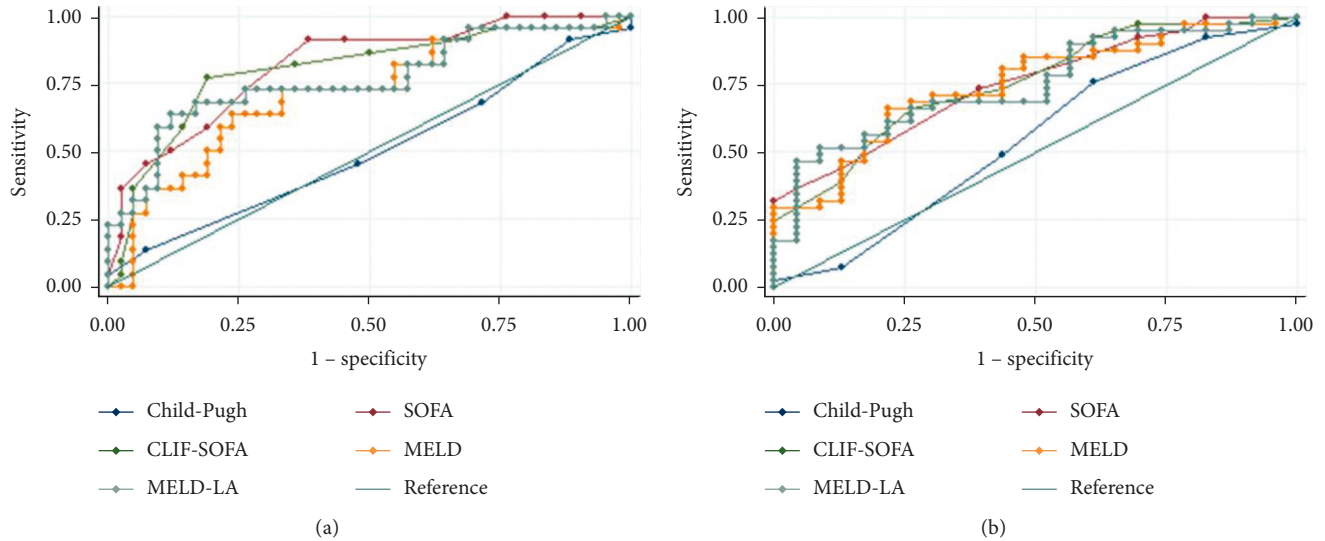 1.00
0.75
0.50
0.25
0.00
Sensitivity
0.00 0.25 0.50 0.75 1.00
1 – specificity
Child-Pugh SOFA
CLIF-SOFA MELD
MELD-LA Reference
(a)
1.00
0.75
0.50
0.25
0.00
Sensitivity
0.00 0.25 0.50 0.75 1.00
1 – specificity
Child-Pugh SOFA
CLIF-SOFA MELD
MELD-LA Reference
(b)